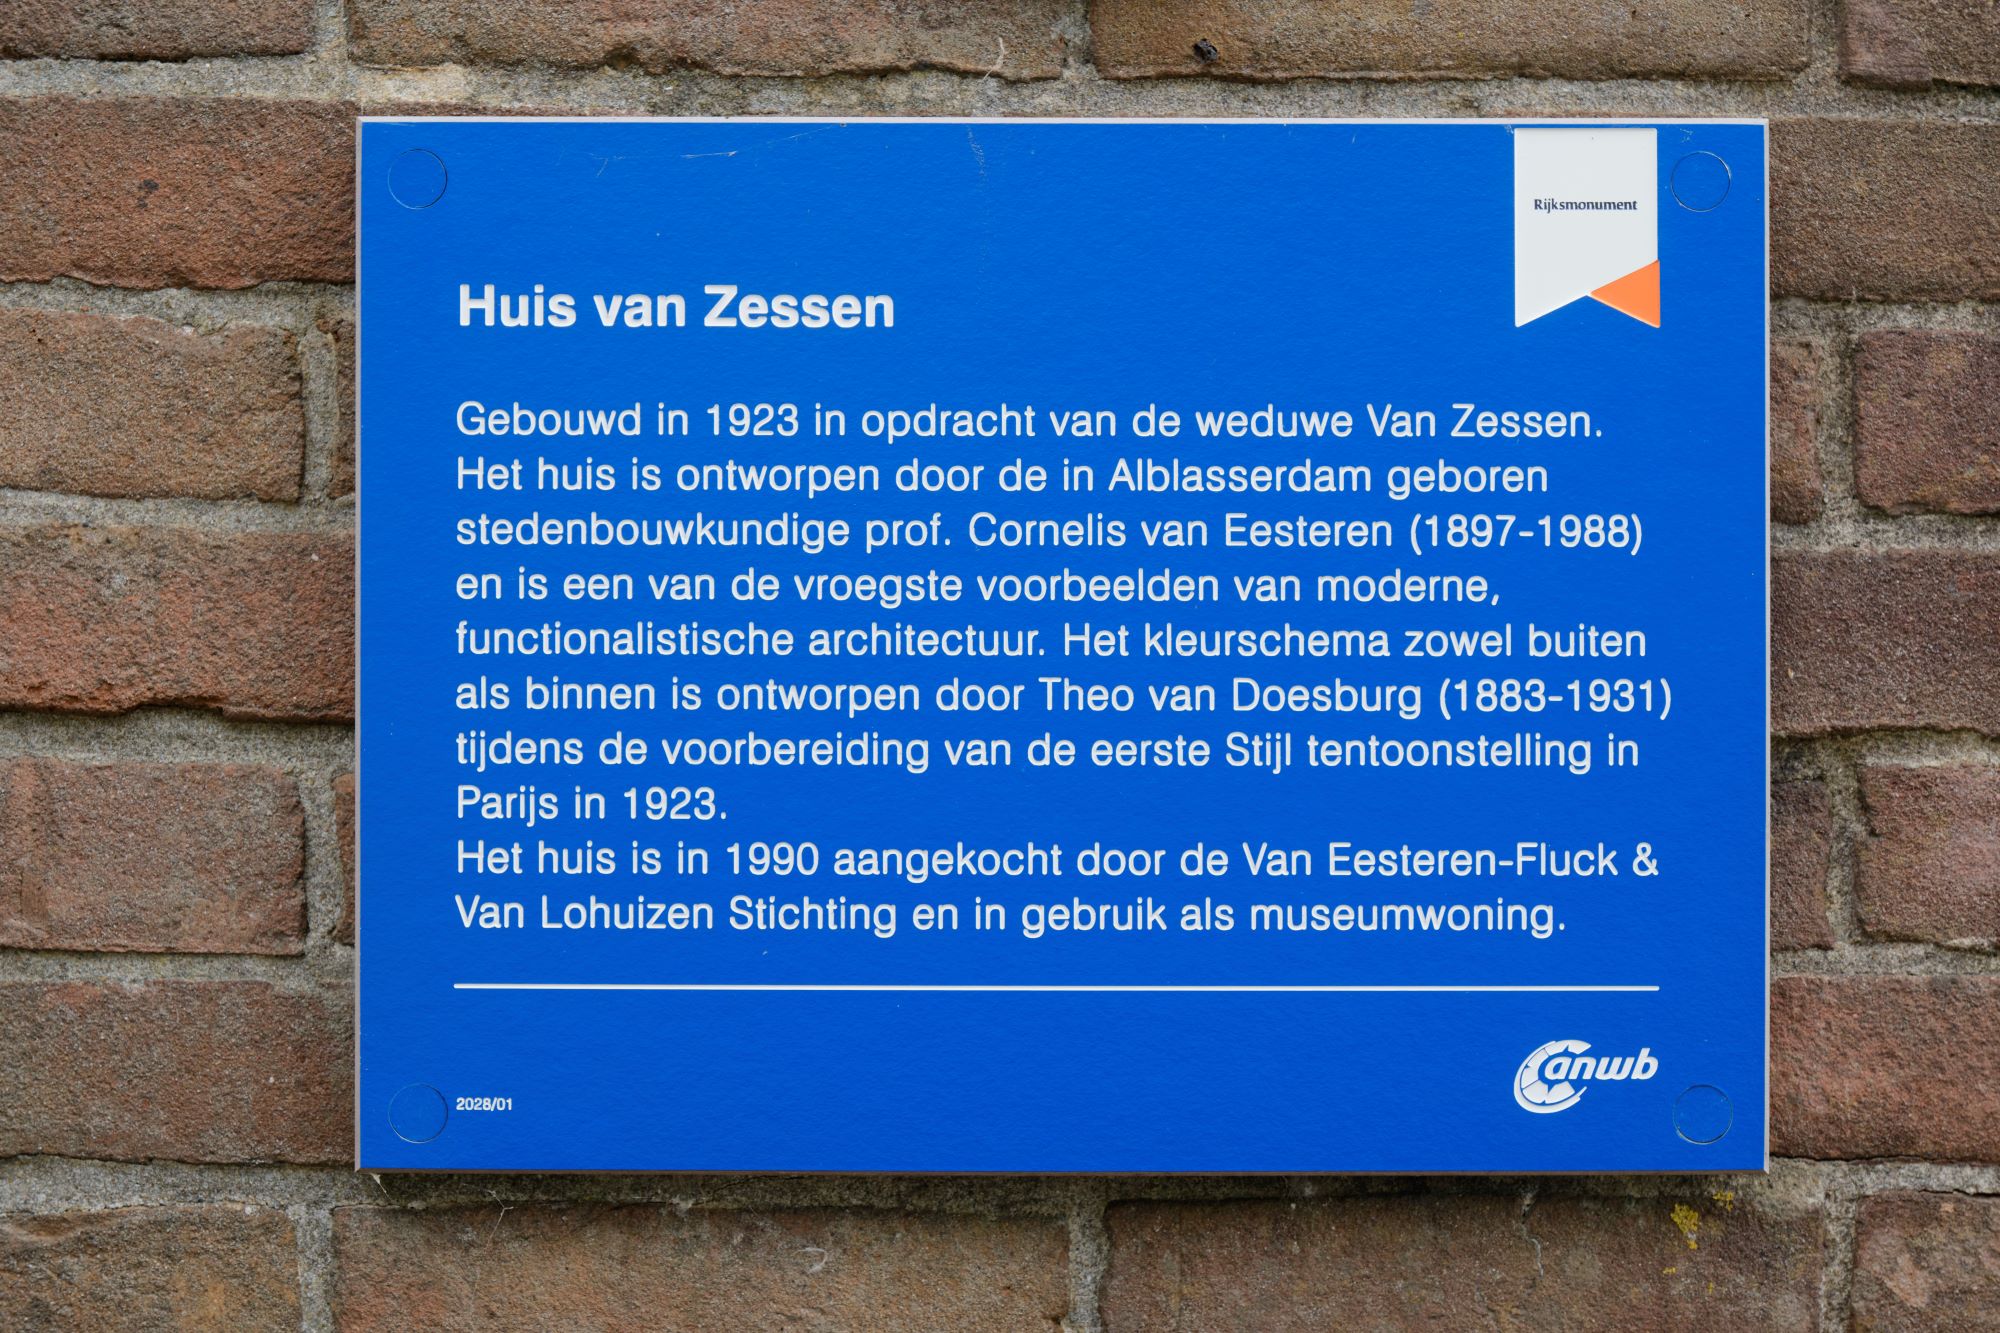 Rijksmonument
Huis van Zessen
Gebouwd in 1923 in opdracht van de weduwe Van Zessen.
Het huis is ontworpen door de in Alblasserdam geboren
stedenbouwkundige prof. Cornelis van Eesteren (1897-1988)
en is een van de vroegste voorbeelden van moderne,
functionalistische architectuur. Het kleurschema zowel buiten
als binnen is ontworpen door Theo van Doesburg (1883-1931)
tijdens de voorbereiding van de eerste Stijl tentoonstelling in
Parijs in 1923.
Het huis is in 1990 aangekocht door de Van Eesteren-Fluck &
Van Lohuizen Stichting en in gebruik als museumwoning.
anwb
2028/01